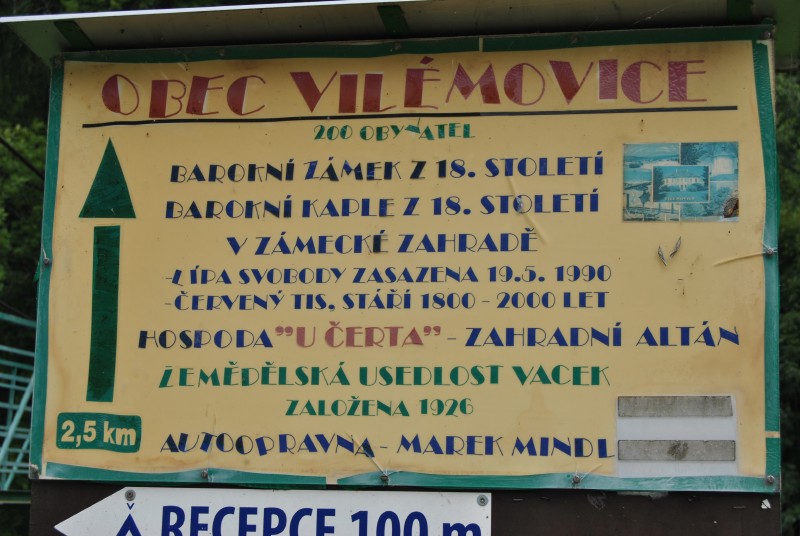 OBEC VILÉMOVICE
200 OBYVATEL
BAROKNÍ ZÁMEK Z 18. STOLETÍ
BAROKNÍ KAPLE Z 18. STOLETÍ
V ZÁMECKÉ ZAHRADĚ
-LÍPA SVOBODY ZASAZENA 19.5. 1990
-ČERVENÝ TIS, STÁŘÍ 1800 - 2000 LET
HOSPODA "U ČERTA" - ZAHRADNÍ ALTÁN
ZEMĚDĚLSKÁ USEDLOST VACEK
ZALOŽENA 1926
2,5 km
AUTOOPRAVNA - MAREK MINDL
RECEPCE 100 m